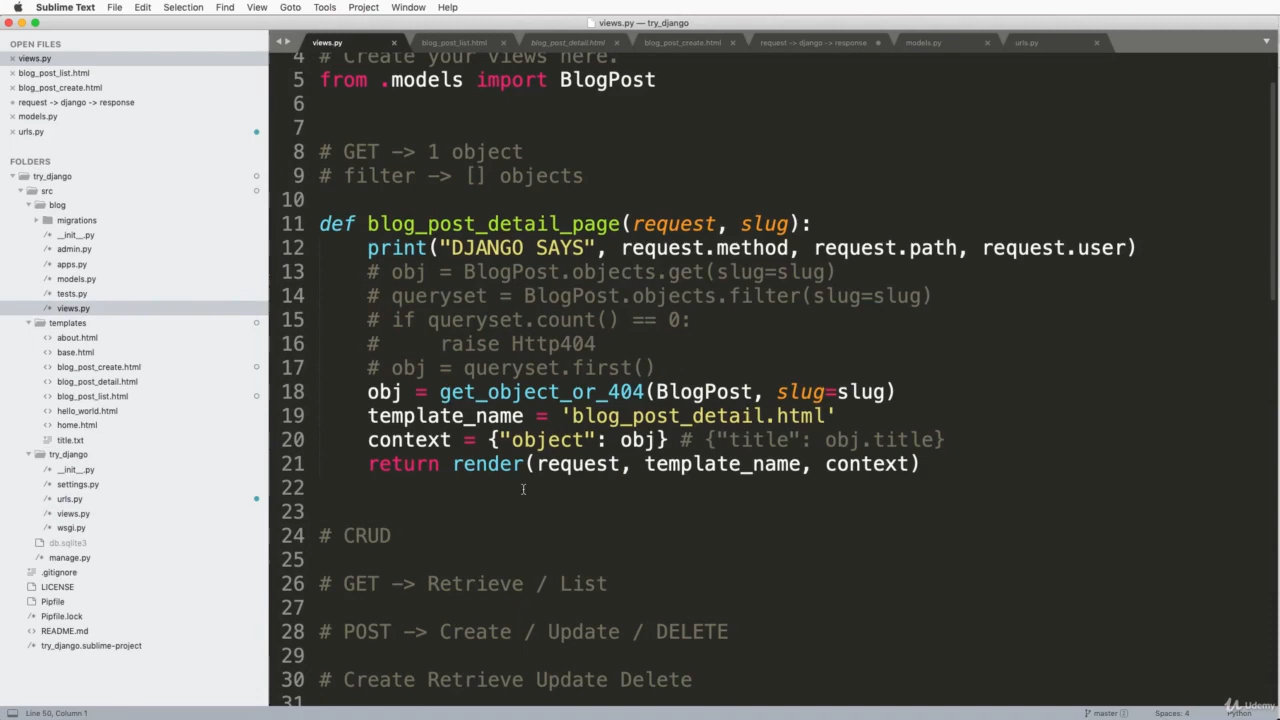 Sublime Text File Edit Selection Find View Goto Tools Project Window Help
views.py — try_django
OPEN FILES
views.py
blog_post_list.html
blog_post_create.html
request -> django -> response
models.py
urls.py
FOLDERS
try_django
src
blog
migrations
__init__.py
admin.py
apps.py
models.py
tests.py
views.py
templates
about.html
base.html
blog_post_create.html
blog_post_detail.html
blog_post_list.html
hello_world.html
home.html
title.txt
try_django
__init__.py
settings.py
urls.py
views.py
wsgi.py
db.sqlite3
manage.py
.gitignore
LICENSE
Pipfile
Pipfile.lock
README.md
try_django.sublime-project
views.py blog_post_list.html blog_post_detail.html blog_post_create.html request -> django -> response models.py urls.py
4 # Create your views here.
5 from .models import BlogPost
6
7
8 # GET -> 1 object
9 # filter -> [] objects
10
11 def blog_post_detail_page(request, slug):
12 print("DJANGO SAYS", request.method, request.path, request.user)
13 # obj = BlogPost.objects.get(slug=slug)
14 # queryset = BlogPost.objects.filter(slug=slug)
15 # if queryset.count() == 0:
16 # raise Http404
17 # obj = queryset.first()
18 obj = get_object_or_404(BlogPost, slug=slug)
19 template_name = 'blog_post_detail.html'
20 context = {"object": obj} # {"title": obj.title}
21 return render(request, template_name, context)
22
23
24 # CRUD
25
26 # GET -> Retrieve / List
27
28 # POST -> Create / Update / DELETE
29
30 # Create Retrieve Update Delete
31
Line 50, Column 1 master Spaces: 4 Python
Udemy